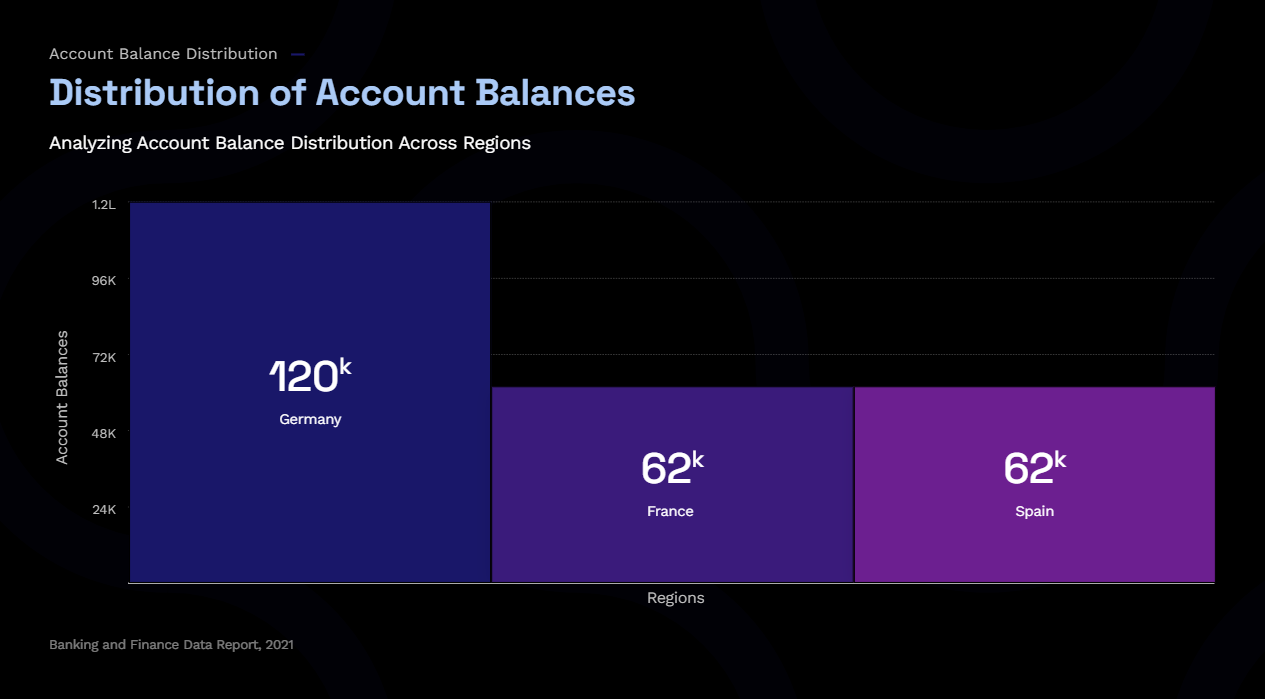 Account Balance Distribution
Distribution of Account Balances
Analyzing Account Balance Distribution Across Regions
Account Balances
1.2L
96K
72K
48K
24K
120k
Germany
62k
France
62k
Spain
Regions
Banking and Finance Data Report, 2021